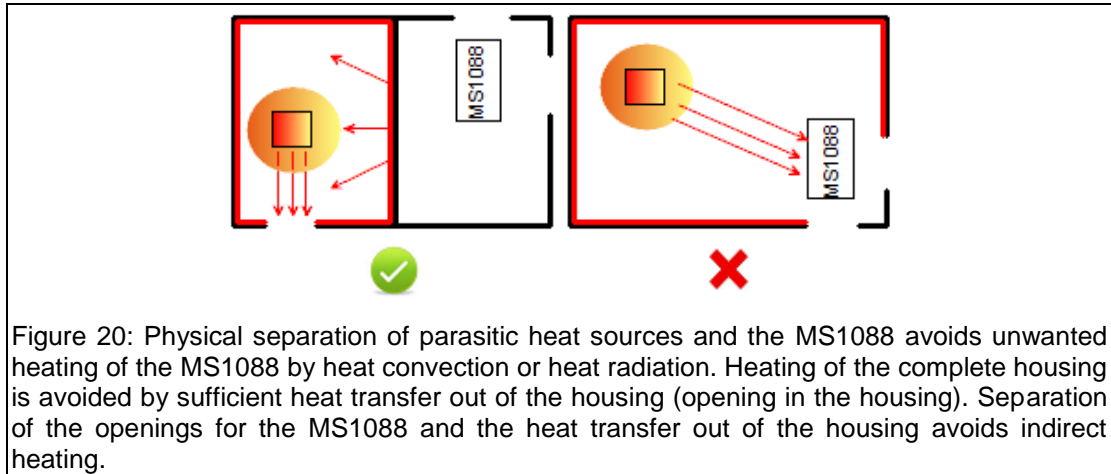 MS1088
MS1088
Figure 20: Physical separation of parasitic heat sources and the MS1088 avoids unwanted
heating of the MS1088 by heat convection or heat radiation. Heating of the complete housing
is avoided by sufficient heat transfer out of the housing (opening in the housing). Separation
of the openings for the MS1088 and the heat transfer out of the housing avoids indirect
heating.